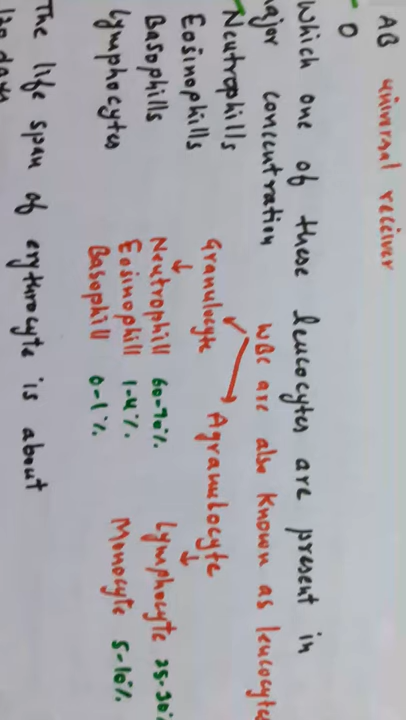 AB universal receiver
O
Which one of these leucocytes are present in
major concentration
WBC are also known as leucocytes
Neutrophills
Eosinophills
Basophills
Lymphocytes
Granulocyte
Agranulocyte
Neutrophill 60-70%
Eosinophill 1-4%
Basophill 0-1%
Lymphocyte 25-30%
Monocyte 5-10%
The life span of erythrocyte is about
120 days